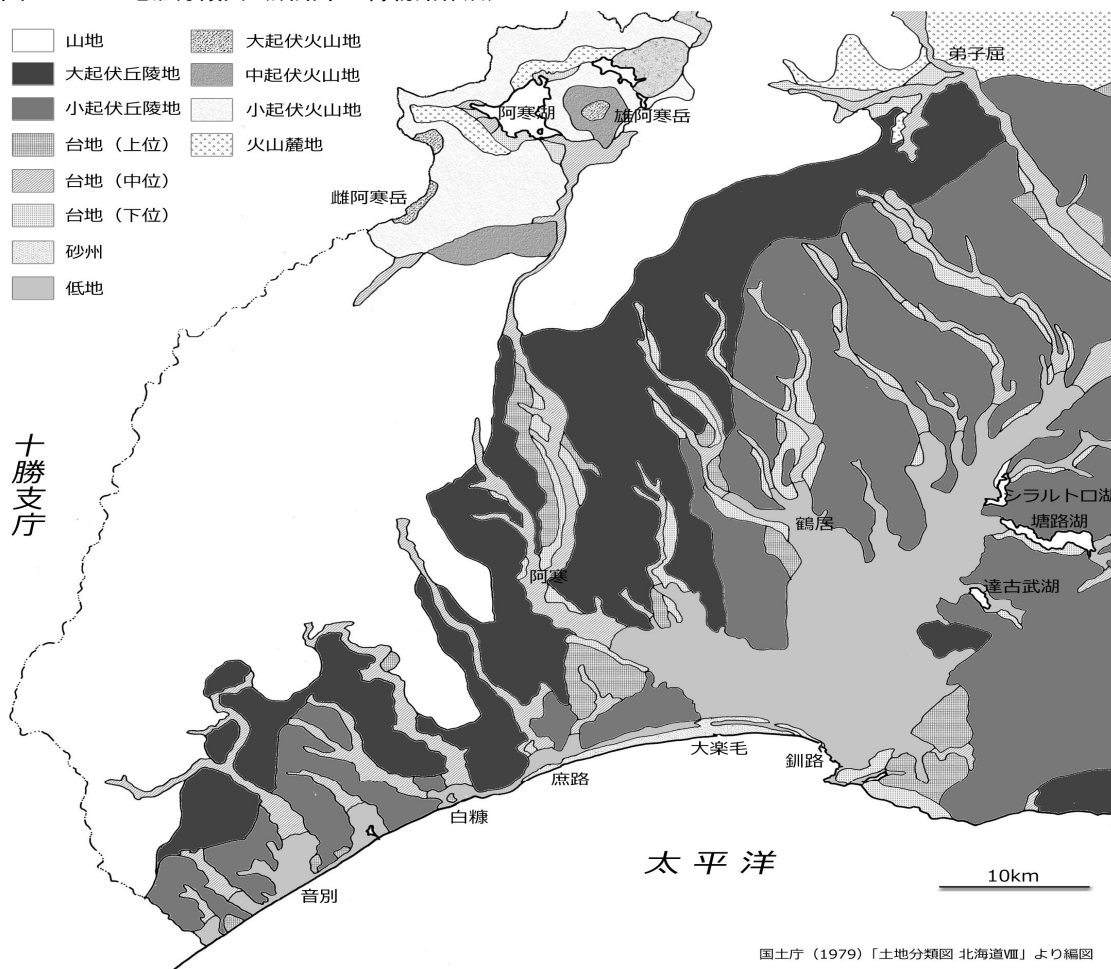 山地
大起伏丘陵地
小起伏丘陵地
台地（上位）
台地（中位）
台地（下位）
砂州
低地
大起伏火山地
中起伏火山地
小起伏火山地
火山麓地
弟子屈
阿寒湖
雄阿寒岳
雌阿寒岳
十勝支庁
シラルトロ湖
塘路湖
鶴居
阿寒
達古武湖
大楽毛
釧路
庶路
白糠
音別
太平洋
10km
国土庁（1979）「土地分類図 北海道Ⅷ」より編図